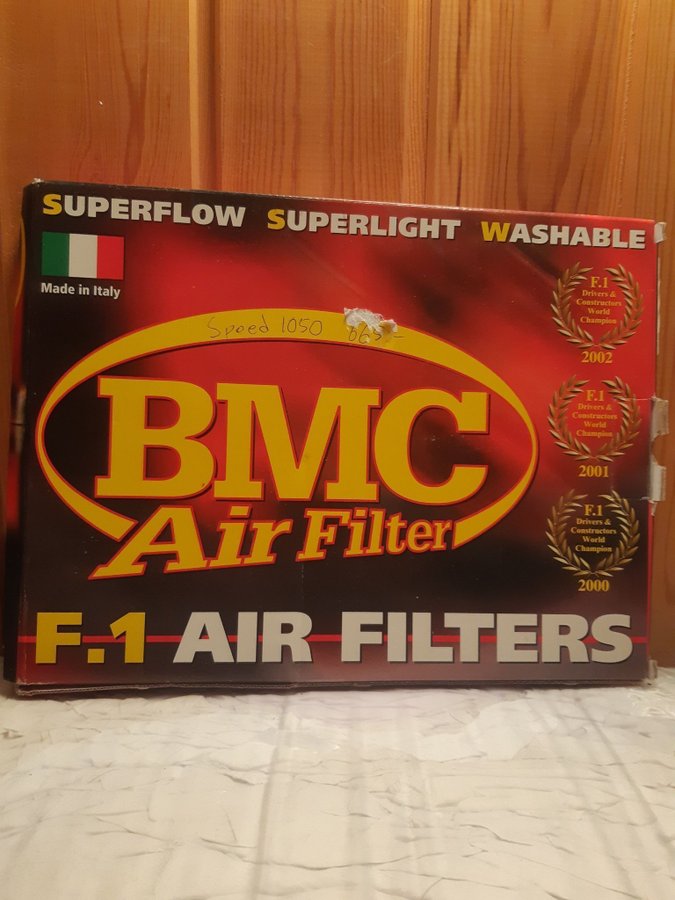 SUPERFLOW SUPERLIGHT WASHABLE
Made in Italy
Speed 1050
BMC
Air Filter
F.1
Drivers &
Constructors
World
Champion
2002
F.1
Drivers &
Constructors
World
Champion
2001
F.1
Drivers &
Constructors
World
Champion
2000
F.1 AIR FILTERS